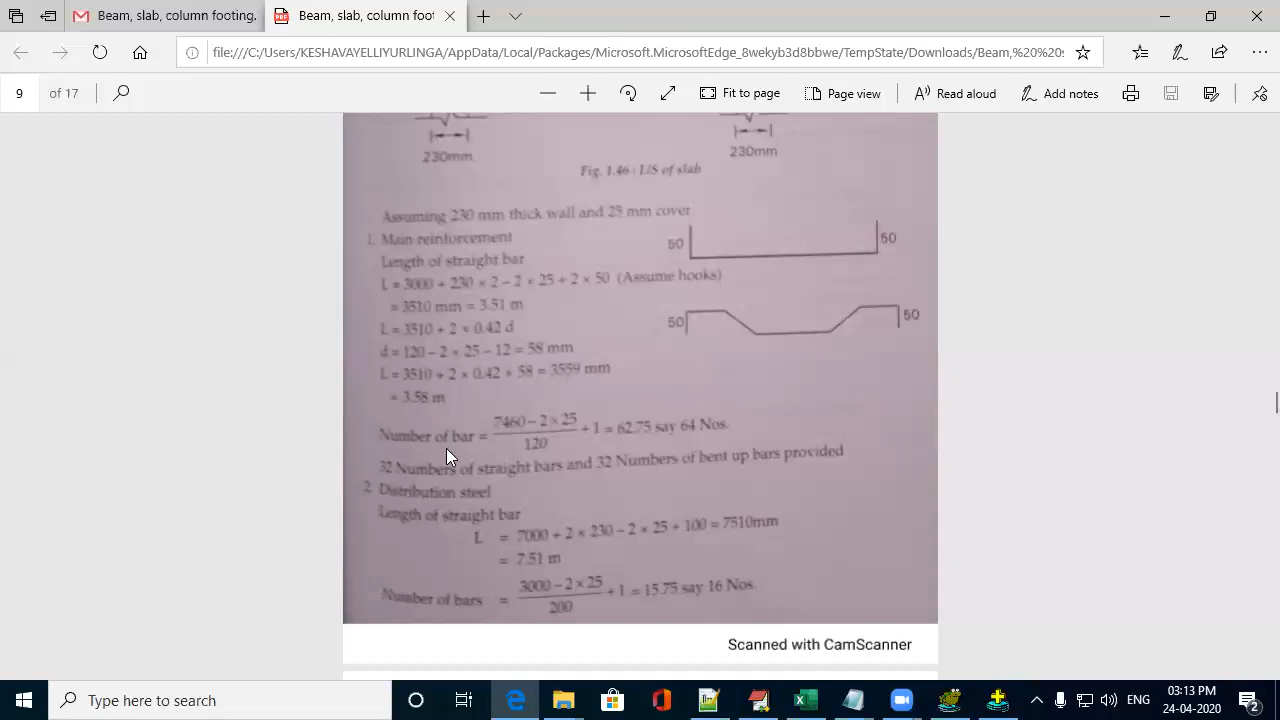 Beam, slab, column footing.
Beam, slab, column foot
file:///C:/Users/KESHAVAYELLIYURLINGA/AppData/Local/Packages/Microsoft.MicrosoftEdge_8wekyb3d8bbwe/TempState/Downloads/Beam,%20%20s
9 of 17
Fit to page
Page view
Read aloud
Add notes
230mm
230mm
Fig. 1.46 : L/S of slab
Assuming 230 mm thick wall and 25 mm cover
1. Main reinforcement
50
50
Length of straight bar
L = 3000 + 230 × 2 – 2 × 25 + 2 × 50 (Assume hooks)
= 3510 mm = 3.51 m
50
50
L = 3510 + 2 × 0.42 d
d = 120 – 2 × 25 – 12 = 58 mm
L = 3510 + 2 × 0.42 × 58 = 3559 mm
= 3.58 m
Number of bar = 7460 – 2 × 25 / 120 + 1 = 62.75 say 64 Nos.
32 Numbers of straight bars and 32 Numbers of bent up bars provided
2. Distribution steel
Length of straight bar
L = 7000 + 2 × 230 – 2 × 25 + 100 = 7510mm
= 7.51 m
Number of bars = 3000 – 2 × 25 / 200 + 1 = 15.75 say 16 Nos.
Scanned with CamScanner
Type here to search
ENG
03:13 PM
24-04-2020
2